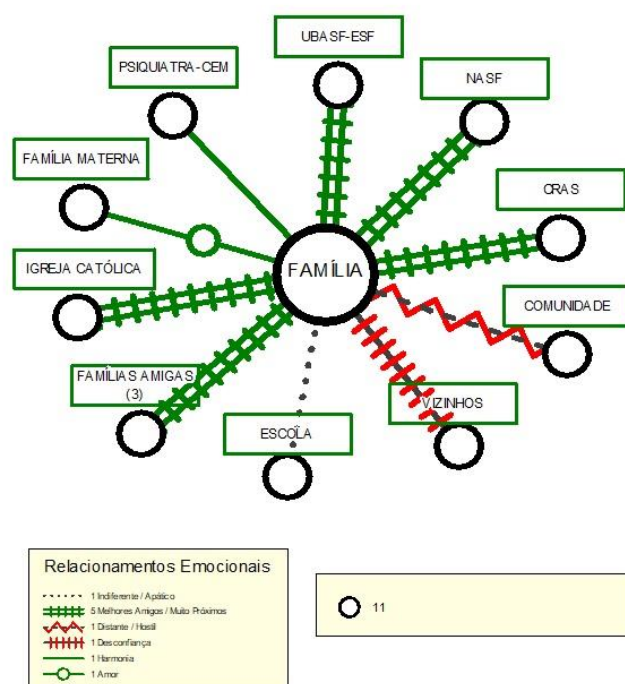 UBASF-ESF
PSIQUIATRA-CEM
NASF
FAMÍLIA MATERNA
CRAS
IGREJA CATÓLICA
FAMÍLIA
COMUNIDADE
FAMÍLIAS AMIGAS
(3)
VIZINHOS
ESCOLA
Relacionamentos Emocionais
1 Indiferente / Apático
5 Melhores Amigos / Muito Próximos
1 Distante / Hostil
1 Desconfiança
1 Harmonia
1 Amor
11